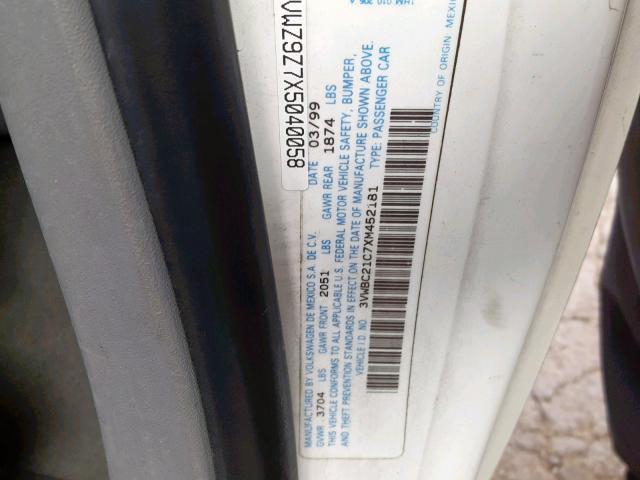 VWZ9Z7X5040058
MANUFACTURED BY VOLKSWAGEN DE MEXICO S.A. DE C.V. DATE 03/99
GVWR 3704 LBS GAWR FRONT 2051 LBS GAWR REAR 1874 LBS
THIS VEHICLE CONFORMS TO ALL APPLICABLE U.S. FEDERAL MOTOR VEHICLE SAFETY, BUMPER,
AND THEFT PREVENTION STANDARDS IN EFFECT ON THE DATE OF MANUFACTURE SHOWN ABOVE.
VEHICLE I.D. NO. 3VWBC21C7XM452181 TYPE: PASSENGER CAR
COUNTRY OF ORIGIN MEXI